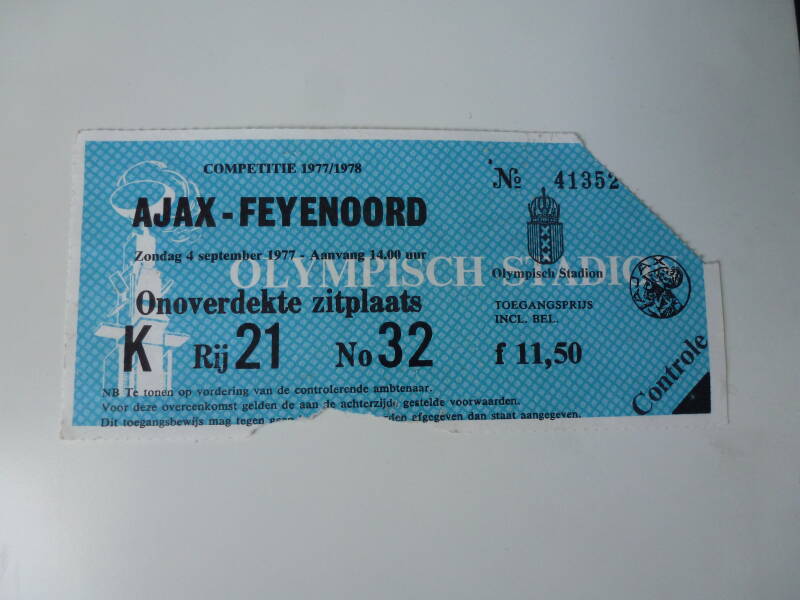 COMPETITIE 1977/1978
No 41352
AJAX - FEYENOORD
Zondag 4 september 1977 - Aanvang 14.00 uur
OLYMPISCH STADIO
Olympisch Stadion
AJAX
Onoverdekte zitplaats
TOEGANGSPRIJS
INCL. BEL.
K Rij 21 No 32
f 11,50
Controle
NB Te tonen op vordering van de controlerende ambtenaar.
Voor deze overeenkomst gelden de aan de achterzijde gestelde voorwaarden.
Dit toegangsbewijs mag tegen geen efgegeven dan staat aangegeven.